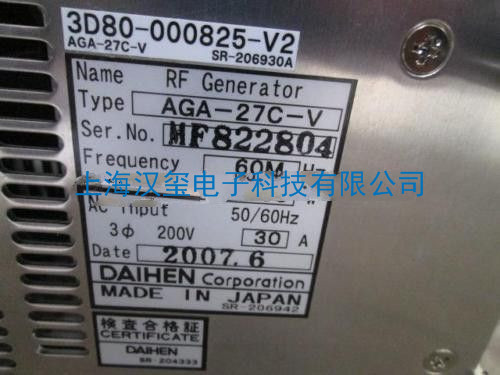 3D80-000825-V2
AGA-27C-V SR-206930A
Name RF Generator
Type AGA-27C-V
Ser.No. MF822804
Frequency 60M Hz
上海汉玺电子科技有限公司
AC Input 50/60Hz
3φ 200V 30 A
Date 2007.6
DAIHEN Corporation
MADE IN JAPAN
SR-206942
検査合格証
CERTIFICATE
DAIHEN
SR-204333